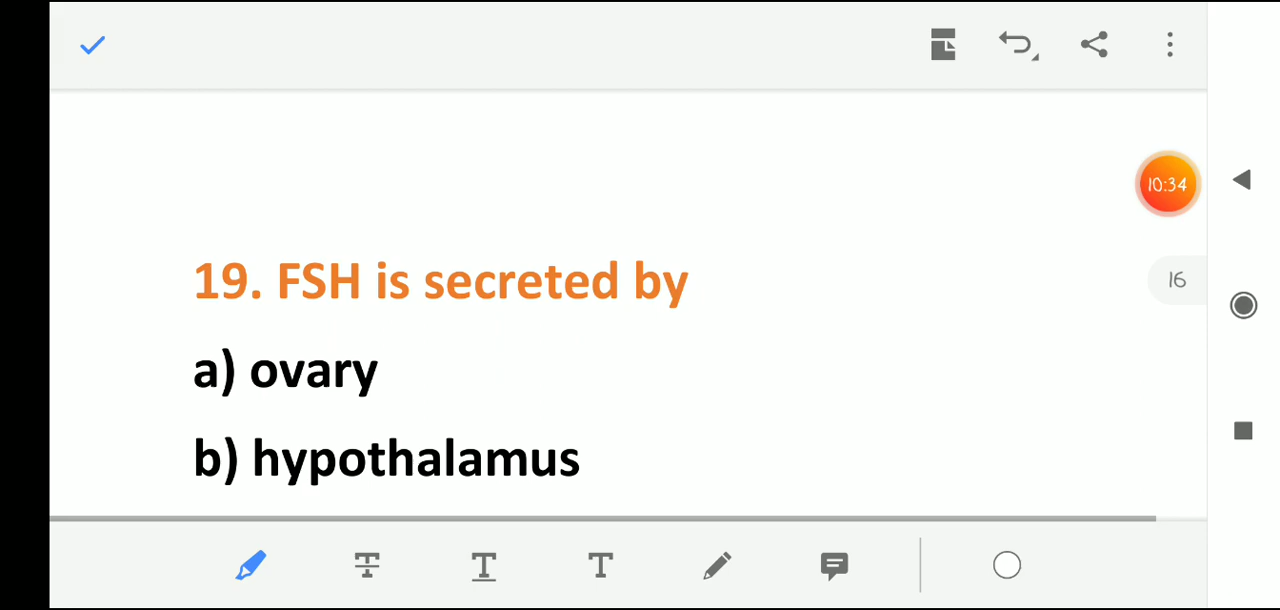 10:34
19. FSH is secreted by
16
a) ovary
b) hypothalamus